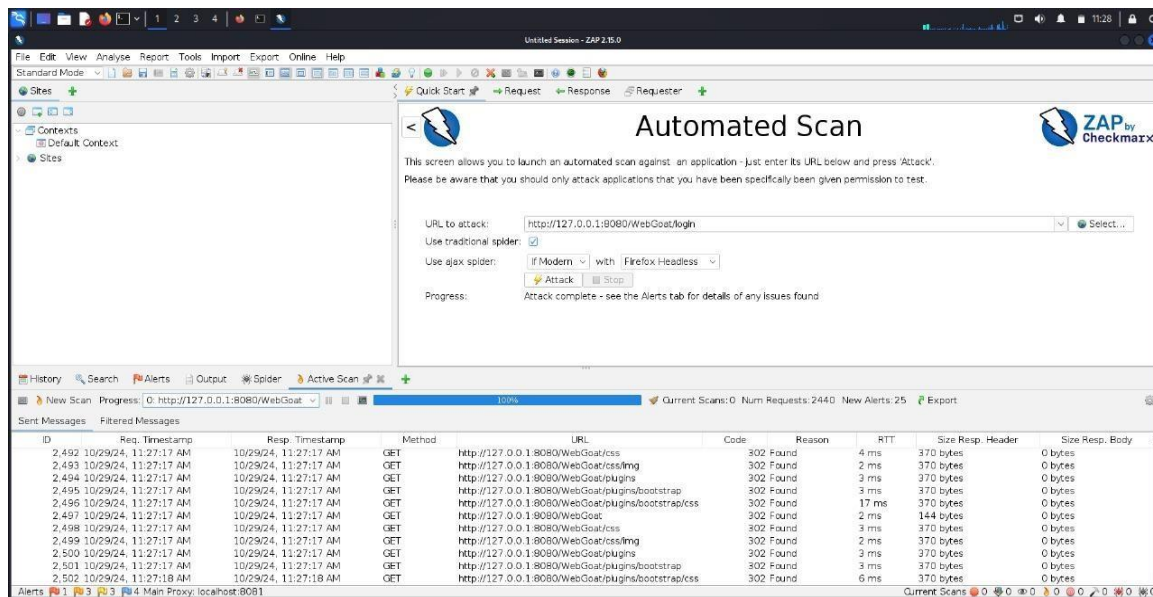 1 2 3 4 11:28
Untitled Session - ZAP 2.15.0
File Edit View Analyse Report Tools Import Export Online Help
Standard Mode
Sites
Quick Start Request Response Requester
Contexts
Default Context
Sites
<
Automated Scan
ZAP by Checkmarx
This screen allows you to launch an automated scan against an application - just enter its URL below and press 'Attack'.
Please be aware that you should only attack applications that you have been specifically been given permission to test.
URL to attack: http://127.0.0.1:8080/WebGoat/login Select...
Use traditional spider:
Use ajax spider: If Modern with Firefox Headless
Attack Stop
Progress: Attack complete - see the Alerts tab for details of any issues found
History Search Alerts Output Spider Active Scan
New Scan Progress: 0: http://127.0.0.1:8080/WebGoat 100% Current Scans: 0 Num Requests: 2440 New Alerts: 25 Export
Sent Messages Filtered Messages
ID Req. Timestamp Resp. Timestamp Method URL Code Reason RTT Size Resp. Header Size Resp. Body
2,492 10/29/24, 11:27:17 AM 10/29/24, 11:27:17 AM GET http://127.0.0.1:8080/WebGoat/css 302 Found 4 ms 370 bytes 0 bytes
2,493 10/29/24, 11:27:17 AM 10/29/24, 11:27:17 AM GET http://127.0.0.1:8080/WebGoat/css/img 302 Found 2 ms 370 bytes 0 bytes
2,494 10/29/24, 11:27:17 AM 10/29/24, 11:27:17 AM GET http://127.0.0.1:8080/WebGoat/plugins 302 Found 3 ms 370 bytes 0 bytes
2,495 10/29/24, 11:27:17 AM 10/29/24, 11:27:17 AM GET http://127.0.0.1:8080/WebGoat/plugins/bootstrap 302 Found 3 ms 370 bytes 0 bytes
2,496 10/29/24, 11:27:17 AM 10/29/24, 11:27:17 AM GET http://127.0.0.1:8080/WebGoat/plugins/bootstrap/css 302 Found 17 ms 370 bytes 0 bytes
2,497 10/29/24, 11:27:17 AM 10/29/24, 11:27:17 AM GET http://127.0.0.1:8080/WebGoat 302 Found 2 ms 144 bytes 0 bytes
2,498 10/29/24, 11:27:17 AM 10/29/24, 11:27:17 AM GET http://127.0.0.1:8080/WebGoat/css 302 Found 3 ms 370 bytes 0 bytes
2,499 10/29/24, 11:27:17 AM 10/29/24, 11:27:17 AM GET http://127.0.0.1:8080/WebGoat/css/img 302 Found 2 ms 370 bytes 0 bytes
2,500 10/29/24, 11:27:17 AM 10/29/24, 11:27:17 AM GET http://127.0.0.1:8080/WebGoat/plugins 302 Found 3 ms 370 bytes 0 bytes
2,501 10/29/24, 11:27:17 AM 10/29/24, 11:27:17 AM GET http://127.0.0.1:8080/WebGoat/plugins/bootstrap 302 Found 3 ms 370 bytes 0 bytes
2,502 10/29/24, 11:27:18 AM 10/29/24, 11:27:18 AM GET http://127.0.0.1:8080/WebGoat/plugins/bootstrap/css 302 Found 6 ms 370 bytes 0 bytes
Alerts 1 3 3 4 Main Proxy: localhost:8081 Current Scans 0 0 0 0 0 0 0